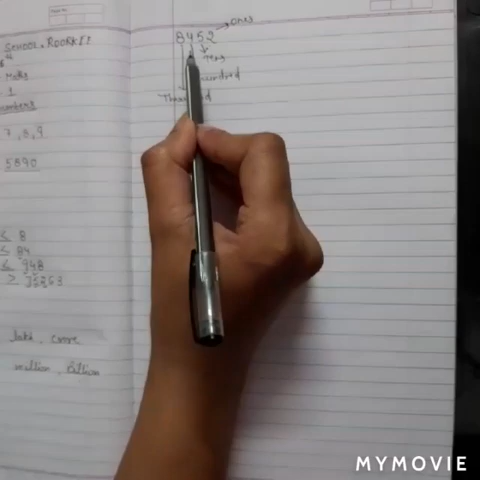 SCHOOL, ROORKEE
Maths
1
numbers
7, 8, 9
5890
< 8
< 84
< 948
> 35263
lakh, crore
million, billion
8452
Ones
Tens
Hundred
MYMOVIE